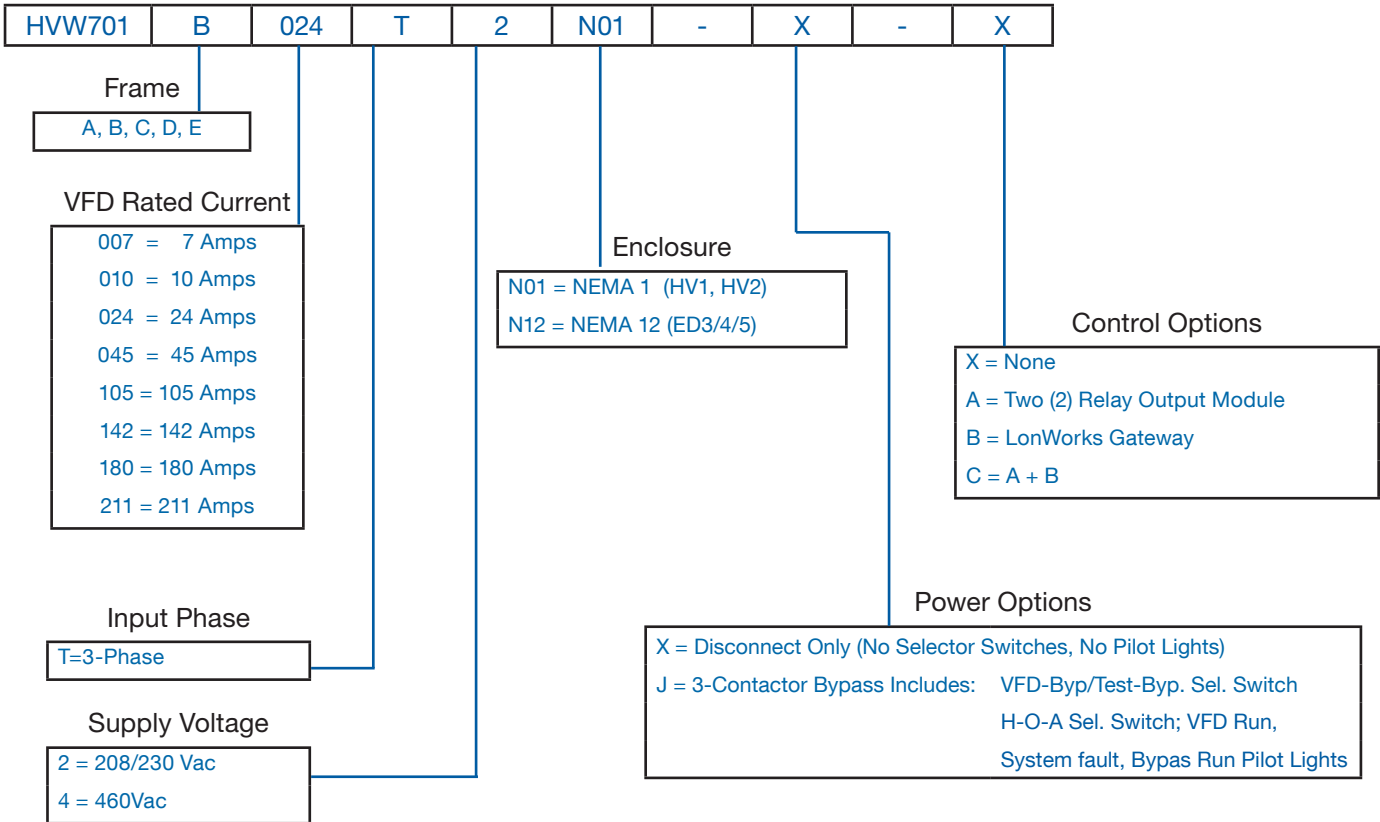 HVW701 B 024 T 2 N01 - X - X
Frame
A, B, C, D, E
VFD Rated Current
007 = 7 Amps
010 = 10 Amps
024 = 24 Amps
045 = 45 Amps
105 = 105 Amps
142 = 142 Amps
180 = 180 Amps
211 = 211 Amps
Enclosure
N01 = NEMA 1 (HV1, HV2)
N12 = NEMA 12 (ED3/4/5)
Control Options
X = None
A = Two (2) Relay Output Module
B = LonWorks Gateway
C = A + B
Input Phase
T=3-Phase
Supply Voltage
2 = 208/230 Vac
4 = 460Vac
Power Options
X = Disconnect Only (No Selector Switches, No Pilot Lights)
J = 3-Contactor Bypass Includes: VFD-Byp/Test-Byp. Sel. Switch
H-O-A Sel. Switch; VFD Run,
System fault, Bypas Run Pilot Lights